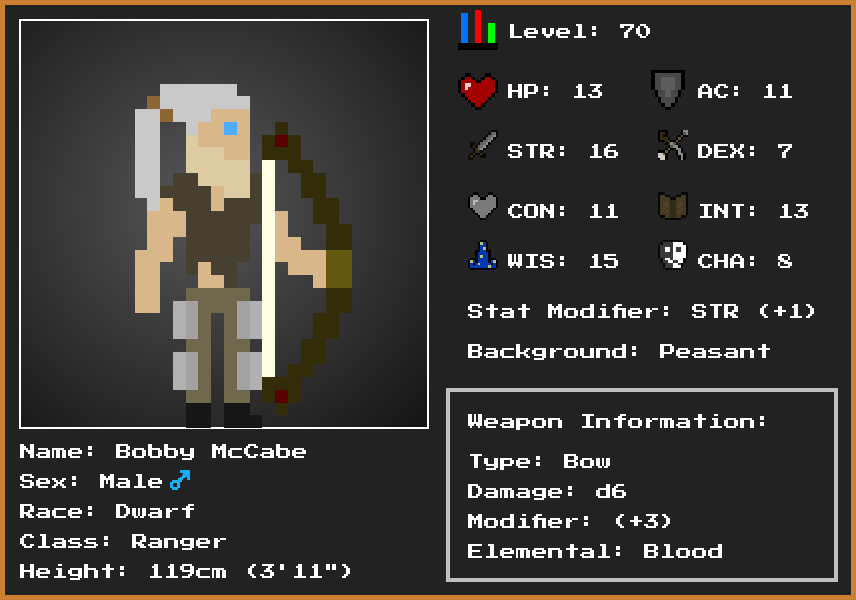 Level: 70
HP: 13 AC: 11
STR: 16 DEX: 7
CON: 11 INT: 13
WIS: 15 CHA: 8
Stat Modifier: STR (+1)
Background: Peasant
Weapon Information:
Type: Bow
Damage: d6
Modifier: (+3)
Elemental: Blood
Name: Bobby McCabe
Sex: Male ♂
Race: Dwarf
Class: Ranger
Height: 119cm (3'11")